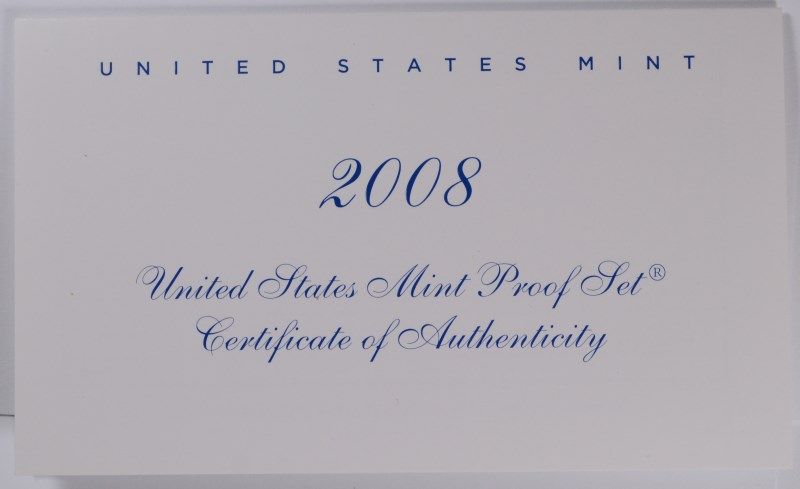 UNITED STATES MINT
2008
United States Mint Proof Set®
Certificate of Authenticity